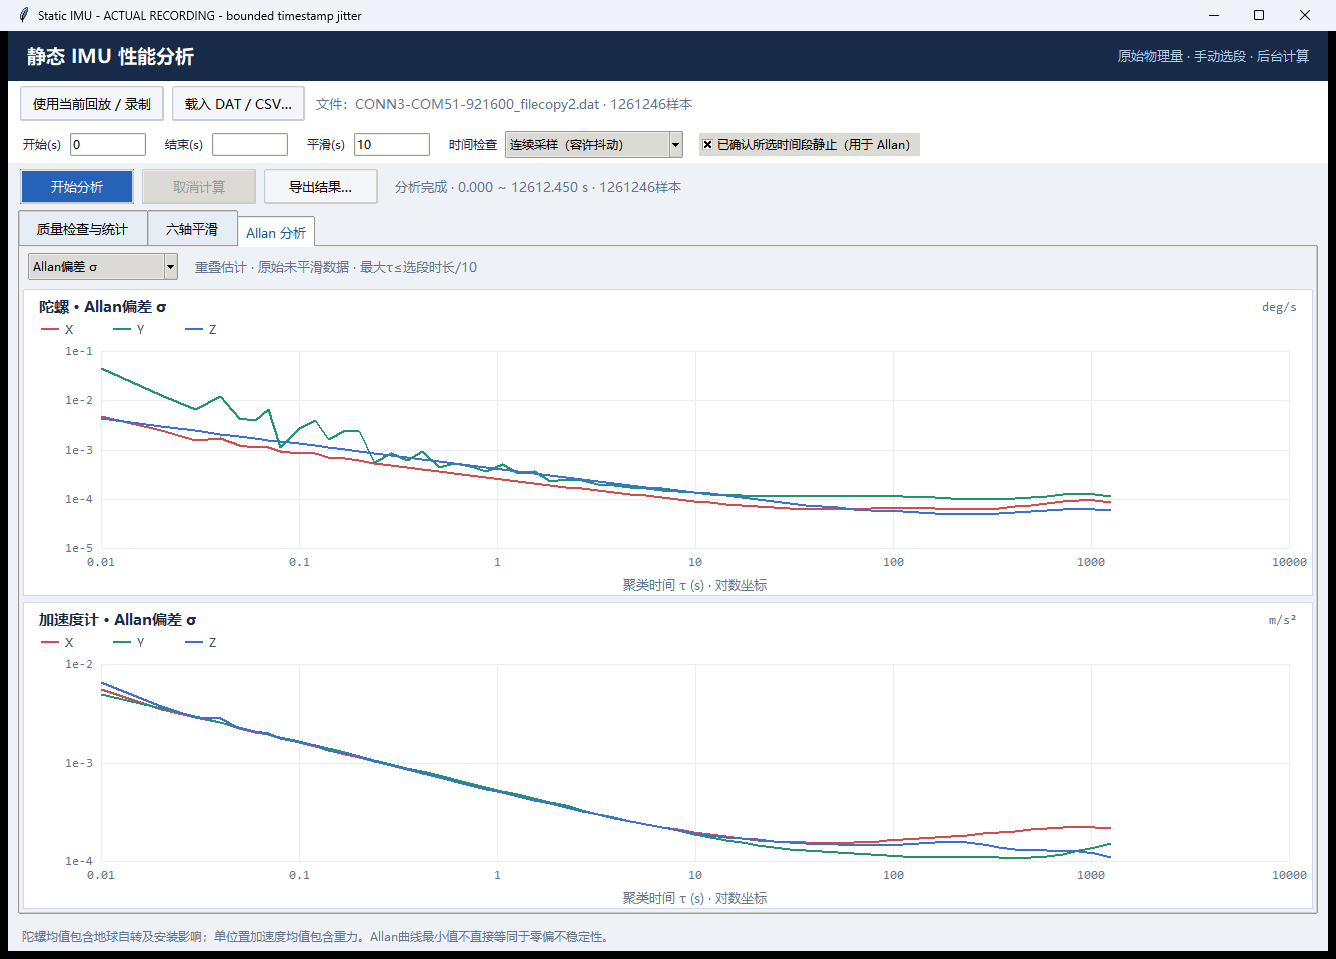 Static IMU - ACTUAL RECORDING - bounded timestamp jitter
静态 IMU 性能分析
原始物理量 · 手动选段 · 后台计算
使用当前回放 / 录制
载入 DAT / CSV...
文件：CONN3-COM51-921600_filecopy2.dat · 1261246样本
开始(s)
0
结束(s)
平滑(s)
10
时间检查
连续采样（容许抖动）
已确认所选时间段静止（用于 Allan）
开始分析
取消计算
导出结果...
分析完成 · 0.000 ~ 12612.450 s · 1261246样本
质量检查与统计
六轴平滑
Allan 分析
Allan偏差 σ
重叠估计 · 原始未平滑数据 · 最大τ≤选段时长/10
陀螺 • Allan偏差 σ
deg/s
X Y Z
1e-1
1e-2
1e-3
1e-4
1e-5
0.01 0.1 1 10 100 1000 10000
聚类时间 τ (s) · 对数坐标
加速度计 • Allan偏差 σ
m/s²
X Y Z
1e-2
1e-3
1e-4
0.01 0.1 1 10 100 1000 10000
聚类时间 τ (s) · 对数坐标
陀螺均值包含地球自转及安装影响；单位置加速度均值包含重力。Allan曲线最小值不直接等同于零偏不稳定性。